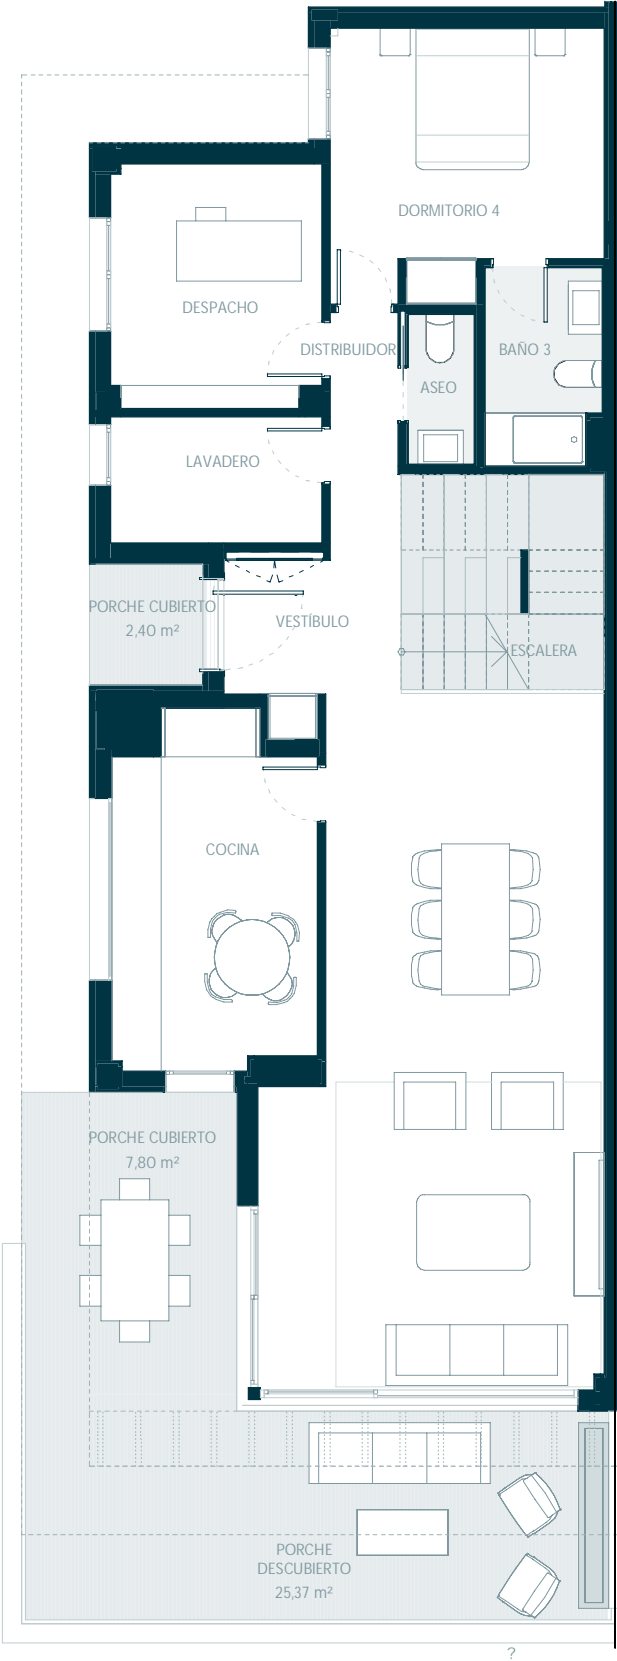 DORMITORIO 4
DESPACHO
DISTRIBUIDOR
BAÑO 3
ASEO
LAVADERO
PORCHE CUBIERTO
2,40 m²
VESTÍBULO
ESCALERA
COCINA
PORCHE CUBIERTO
7,80 m²
PORCHE
DESCUBIERTO
25,37 m²
?